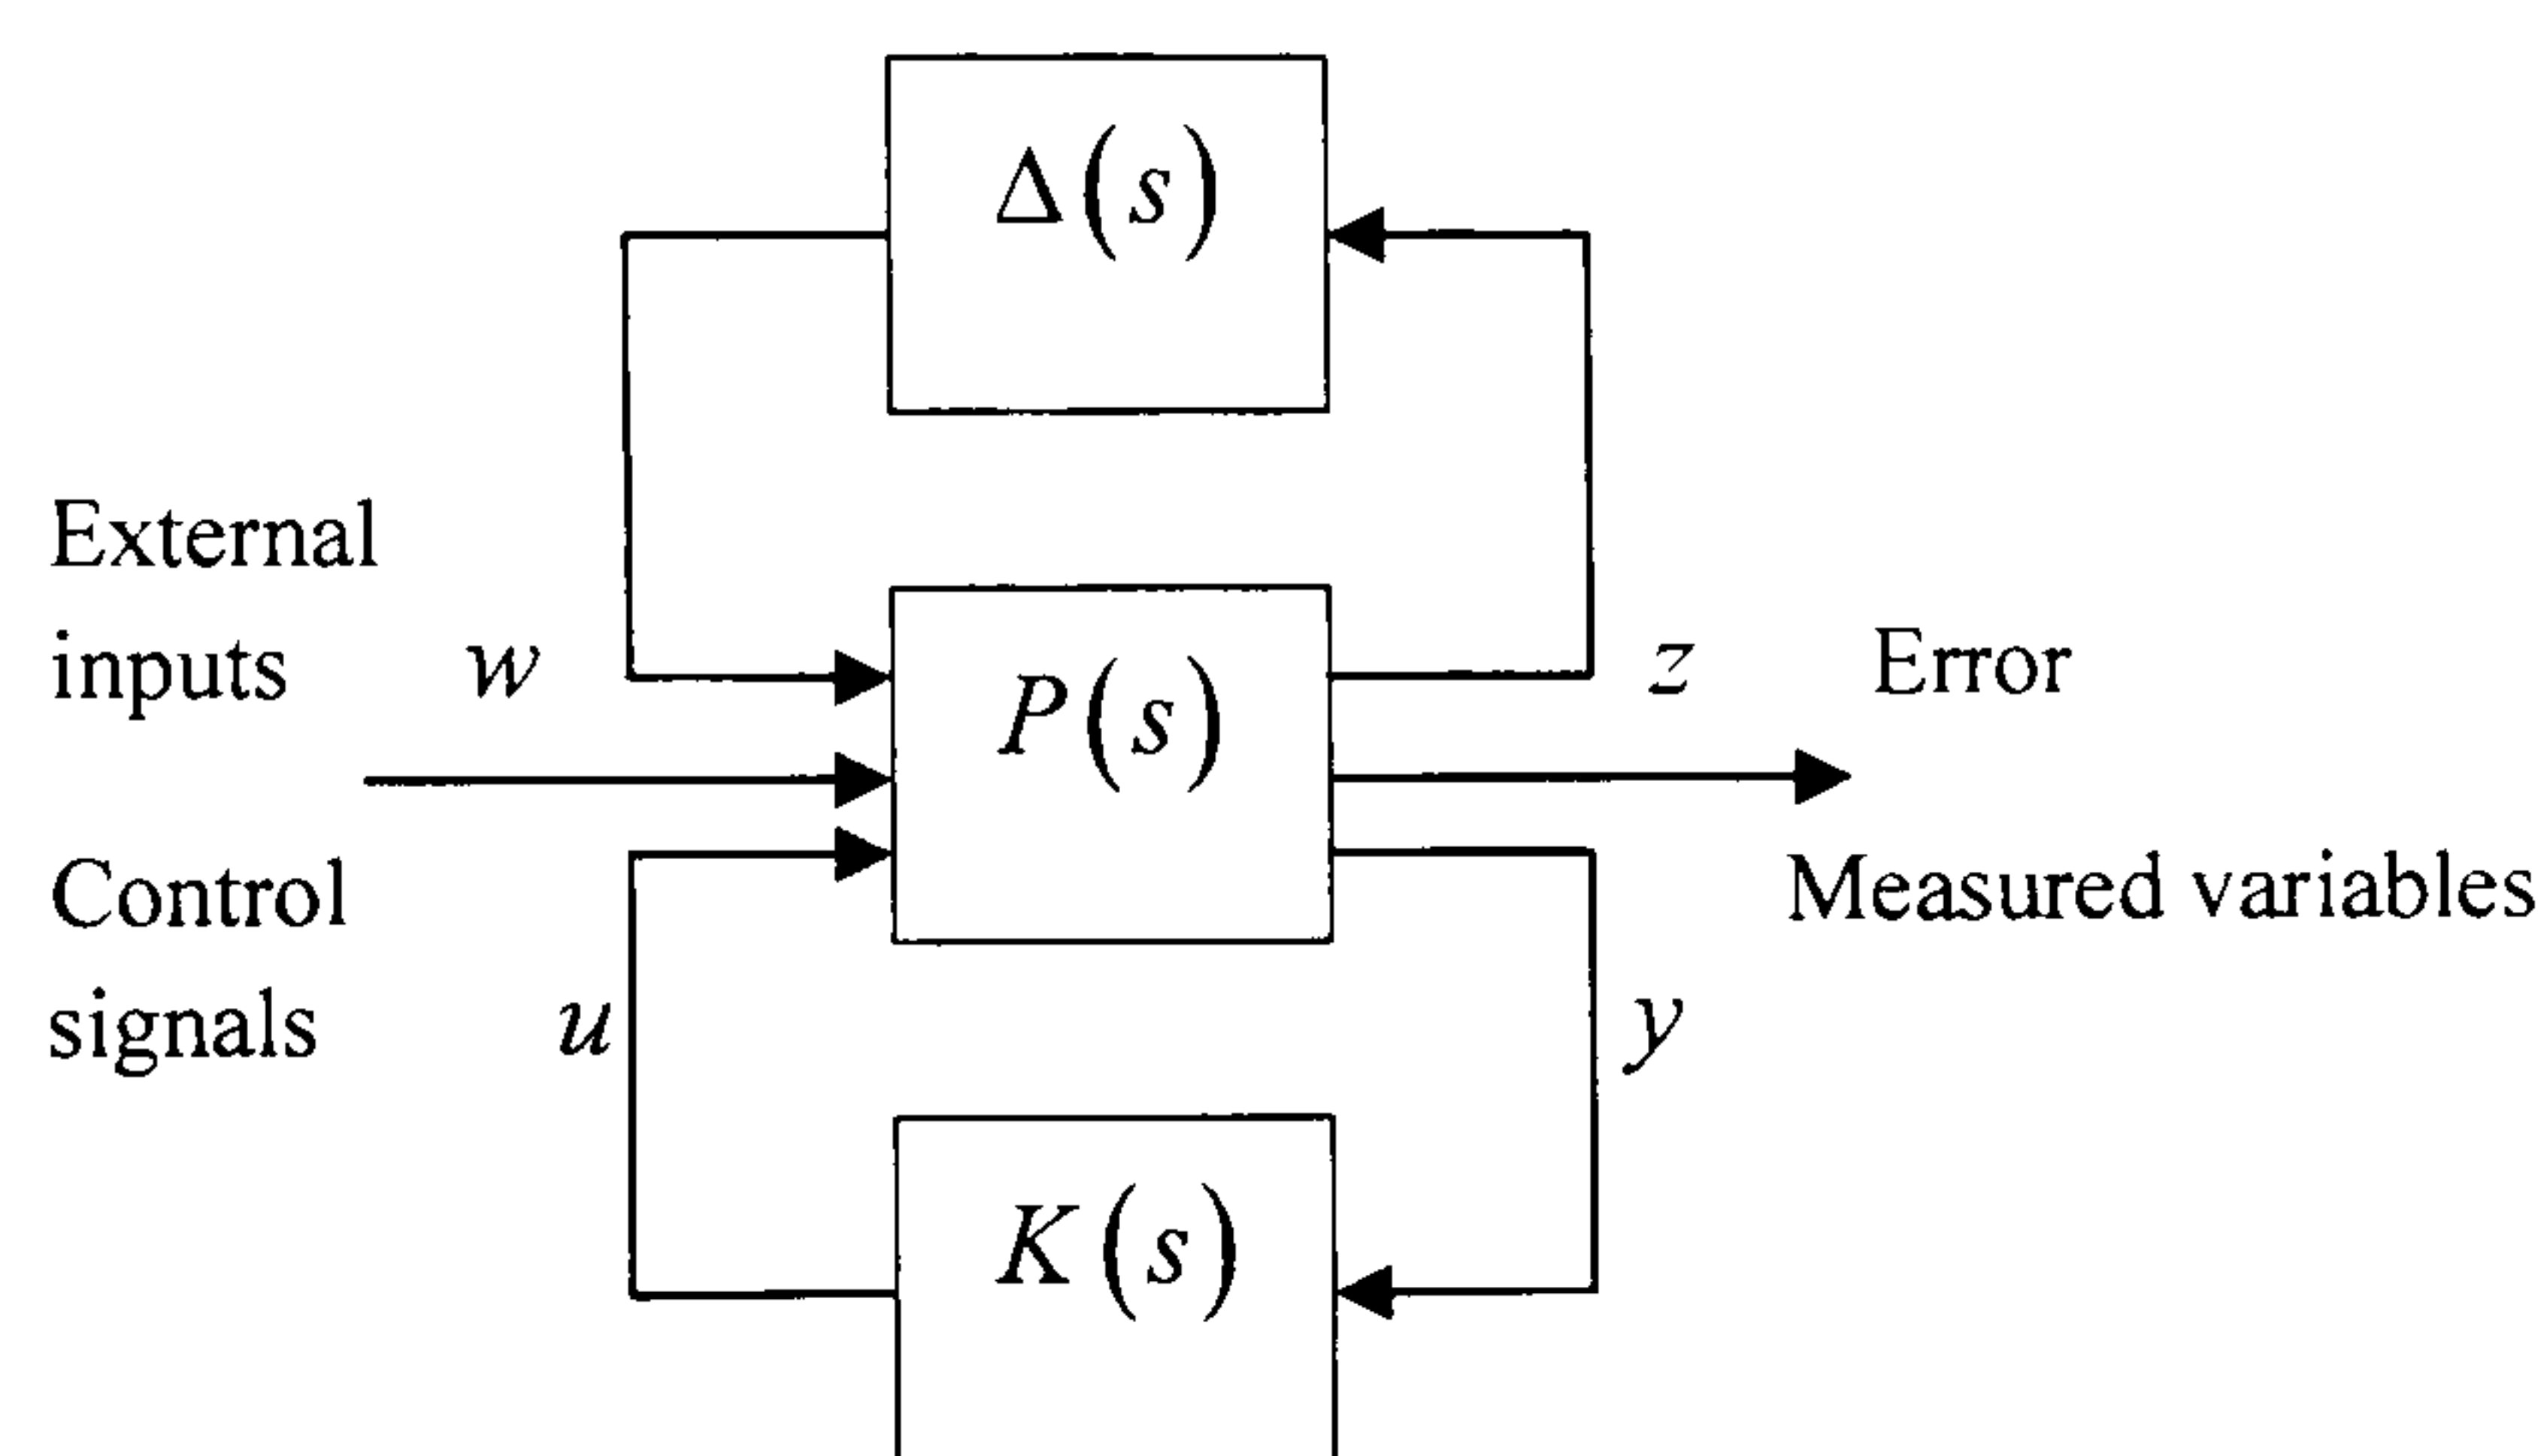 Δ(s)
External
inputs
w
P(s)
z
Error
Control
signals
u
Measured variables
y
K(s)